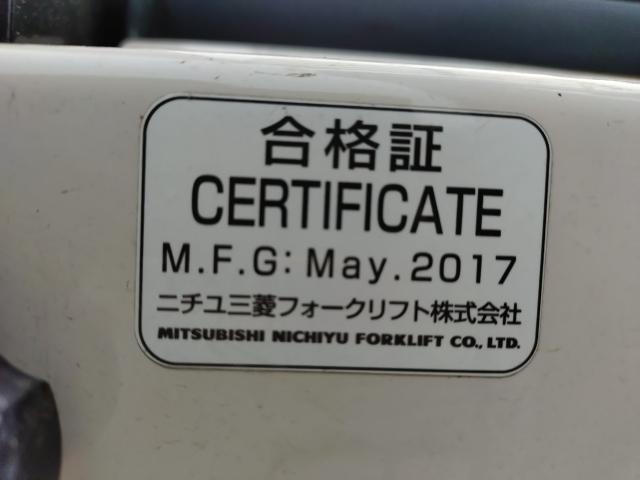 合格証
CERTIFICATE
M.F.G: May.2017
ニチユ三菱フォークリフト株式会社
MITSUBISHI NICHIYU FORKLIFT CO., LTD.